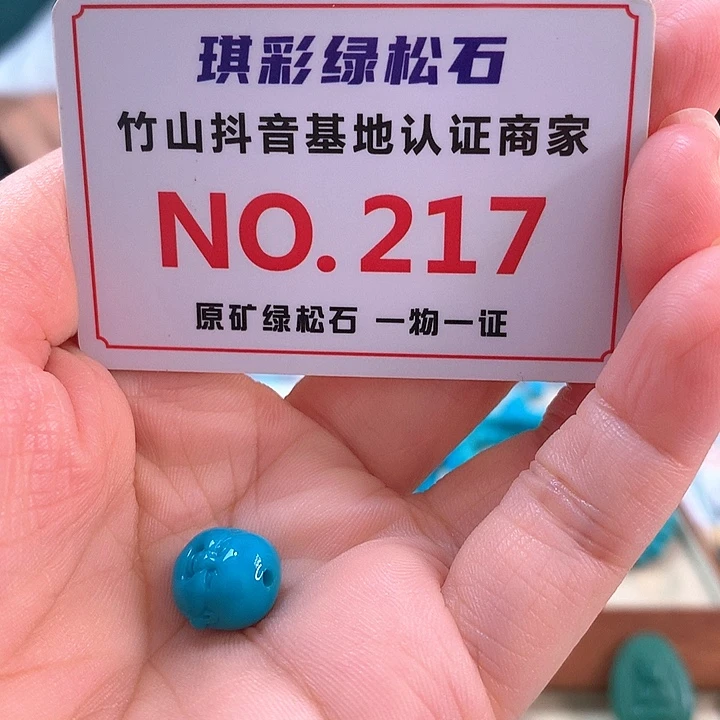 琪彩绿松石
竹山抖音基地认证商家
NO.217
原矿绿松石 一物一证